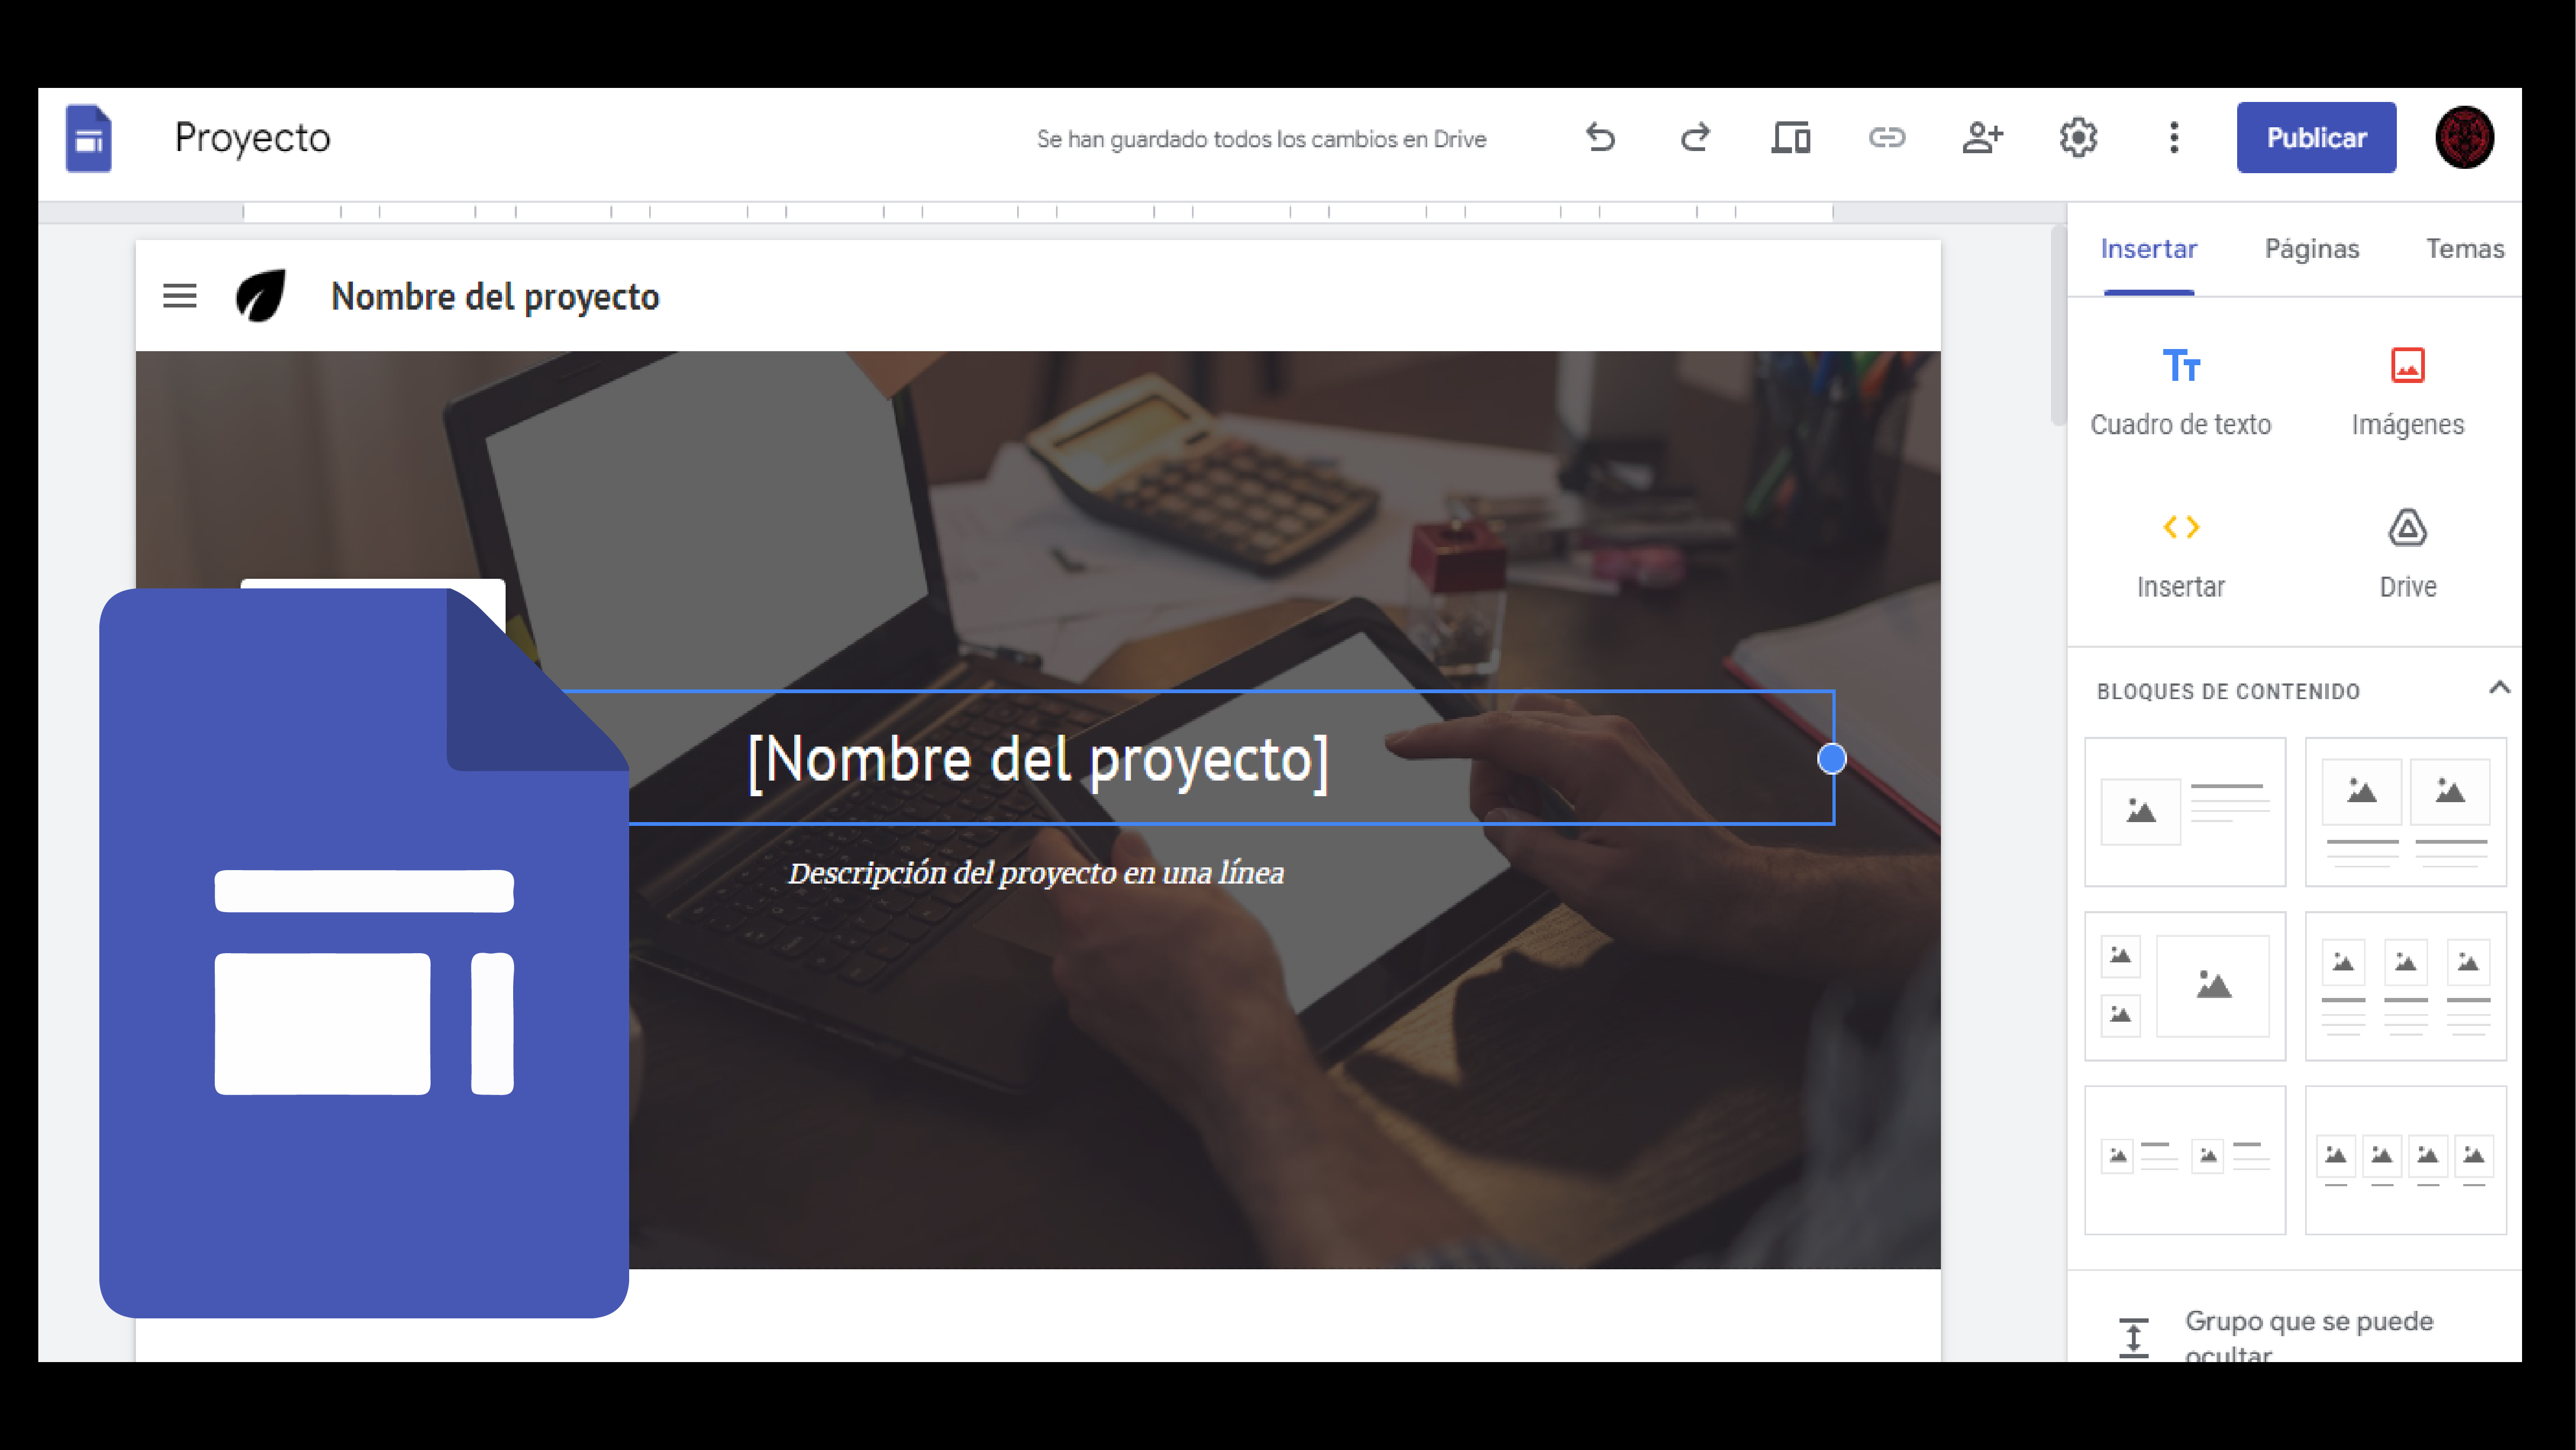 Proyecto
Se han guardado todos los cambios en Drive
Publicar
Insertar
Páginas
Temas
Nombre del proyecto
Cuadro de texto
Imágenes
Insertar
Drive
BLOQUES DE CONTENIDO
[Nombre del proyecto]
Descripción del proyecto en una línea
Grupo que se puede
ocultar